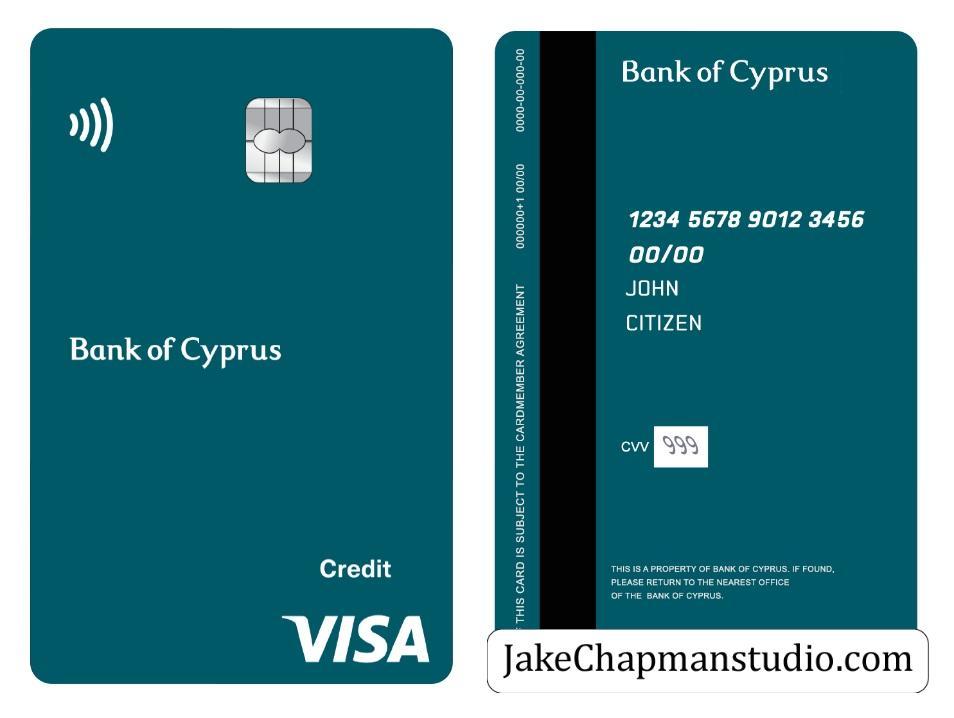 Bank of Cyprus
Credit
VISA
Bank of Cyprus
0000-00-000-00
000000+1 00/00
THIS CARD IS SUBJECT TO THE CARDMEMBER AGREEMENT
1234 5678 9012 3456
00/00
JOHN
CITIZEN
CVV 999
THIS IS A PROPERTY OF BANK OF CYPRUS. IF FOUND,
PLEASE RETURN TO THE NEAREST OFFICE
OF THE BANK OF CYPRUS.
JakeChapmanstudio.com